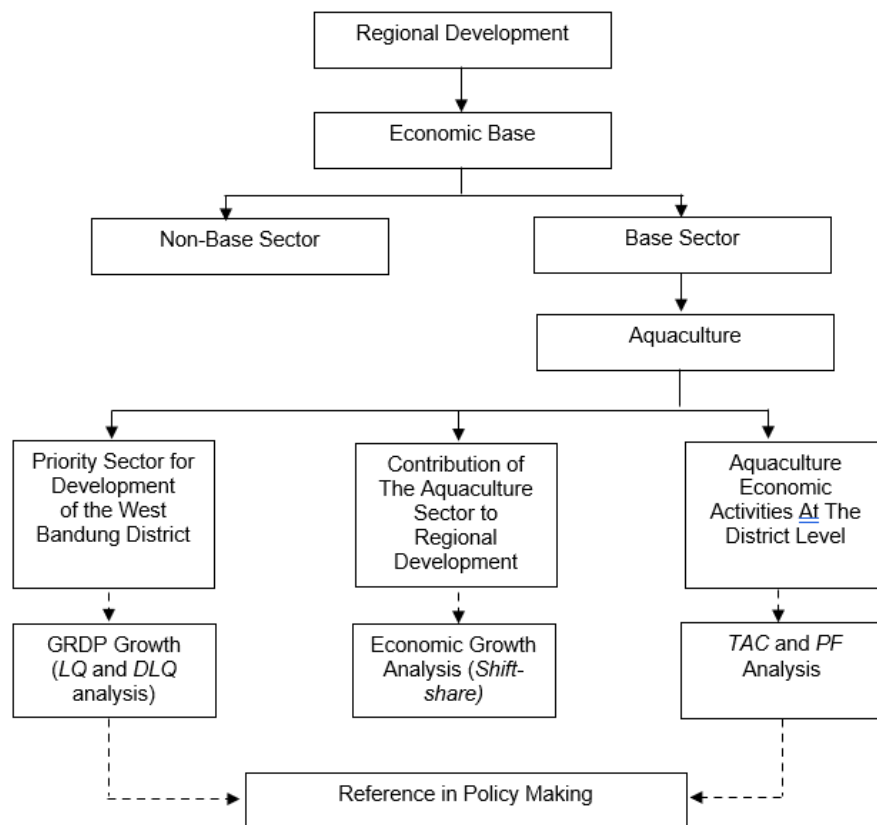 Regional Development
Economic Base
Non-Base Sector
Base Sector
Aquaculture
Priority Sector for
Development
of the West
Bandung District
Contribution of
The Aquaculture
Sector to
Regional
Development
Aquaculture
Economic
Activities At The
District Level
GRDP Growth
(LQ and DLQ
analysis)
Economic Growth
Analysis (Shift-
share)
TAC and PF
Analysis
Reference in Policy Making